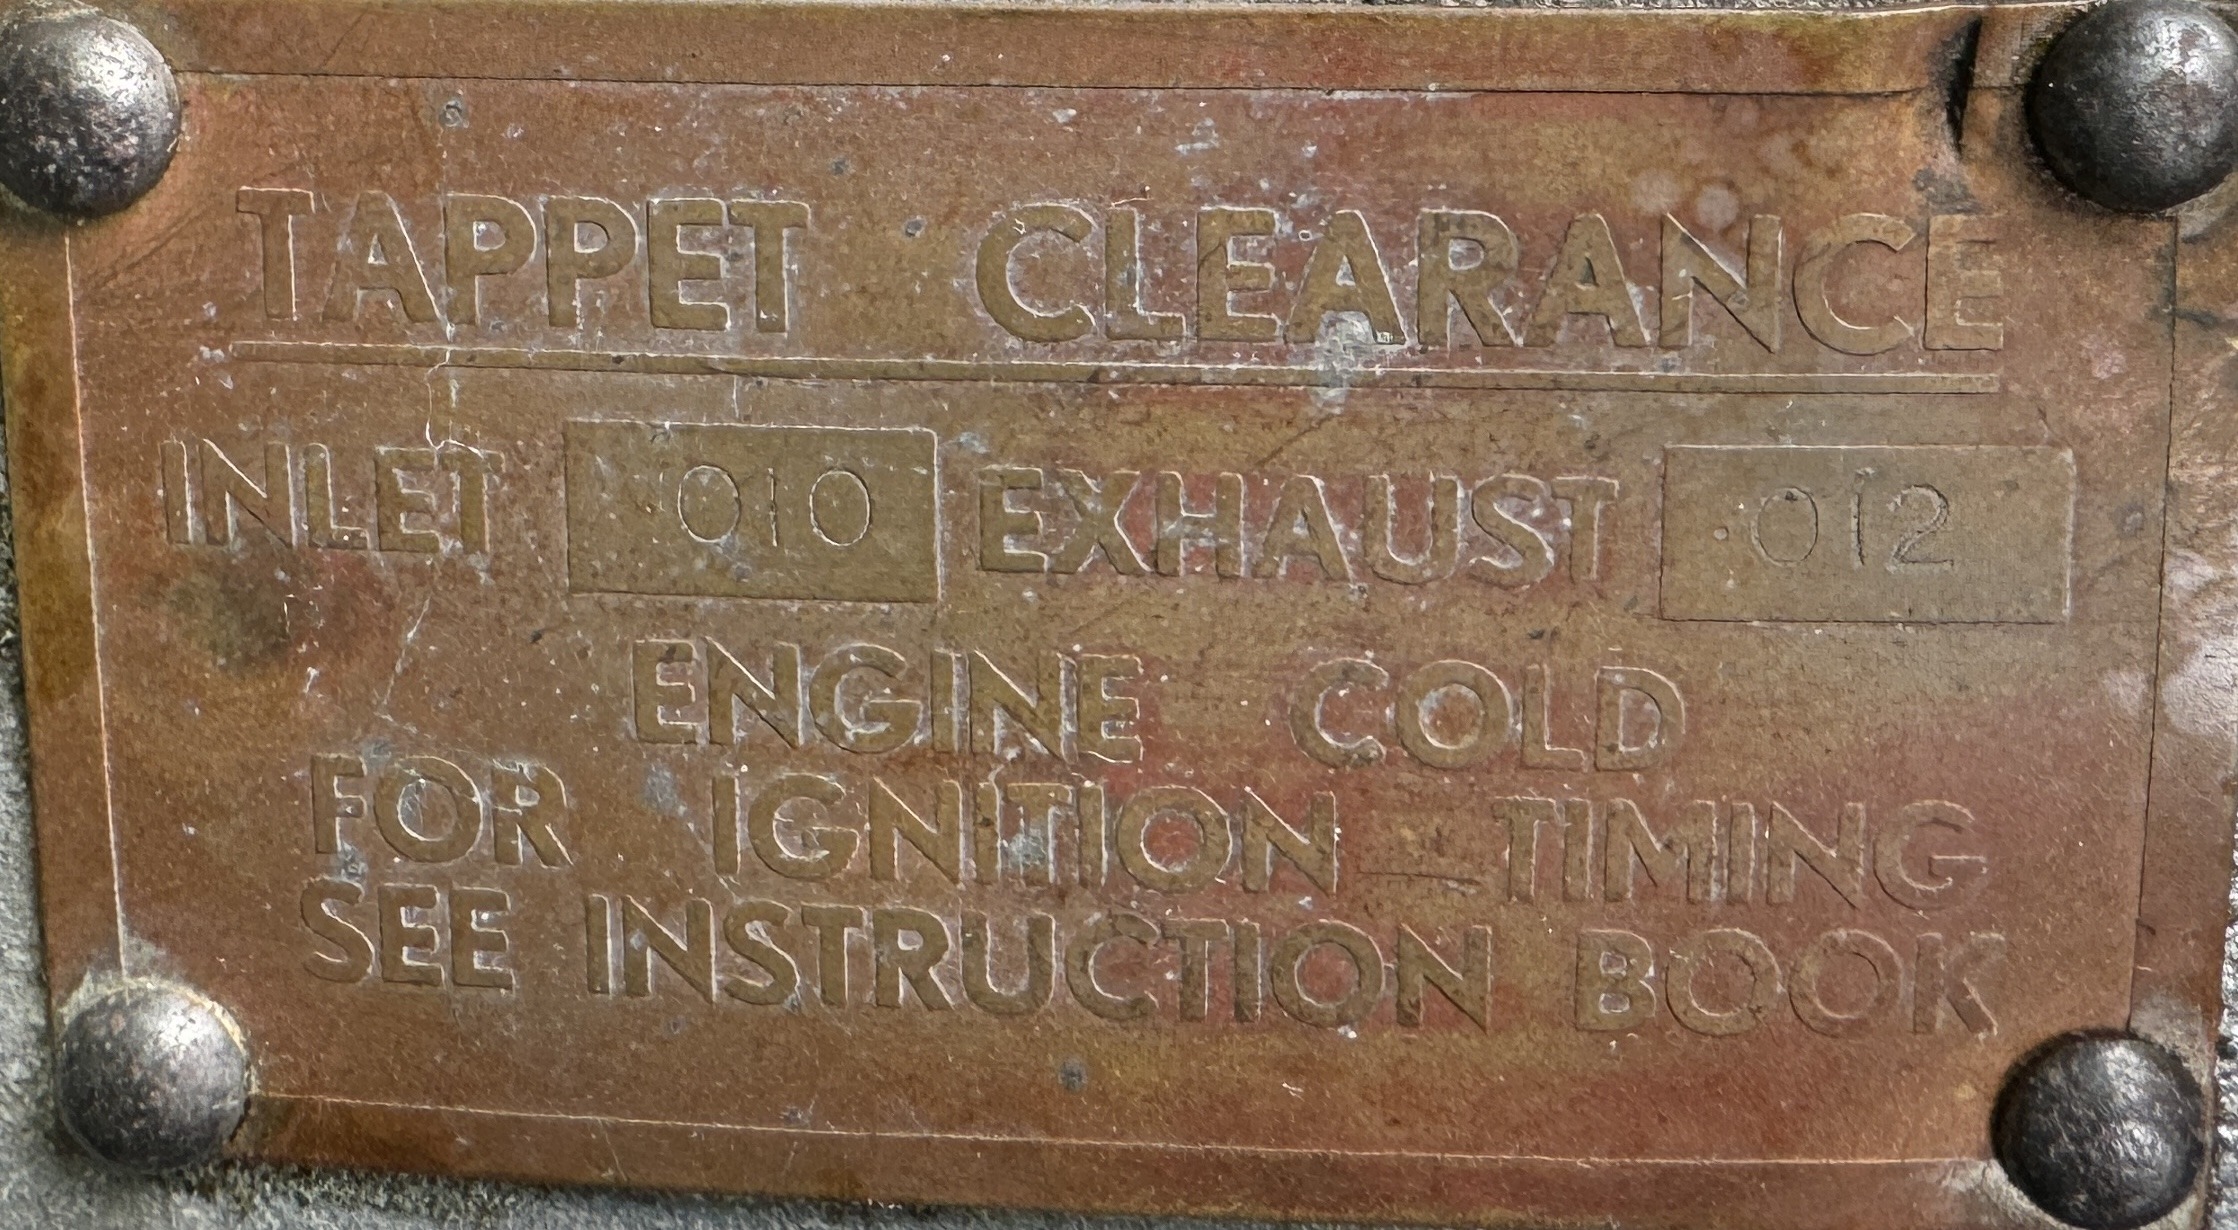 TAPPET CLEARANCE
INLET .010 EXHAUST .012
ENGINE COLD
FOR IGNITION TIMING
SEE INSTRUCTION BOOK